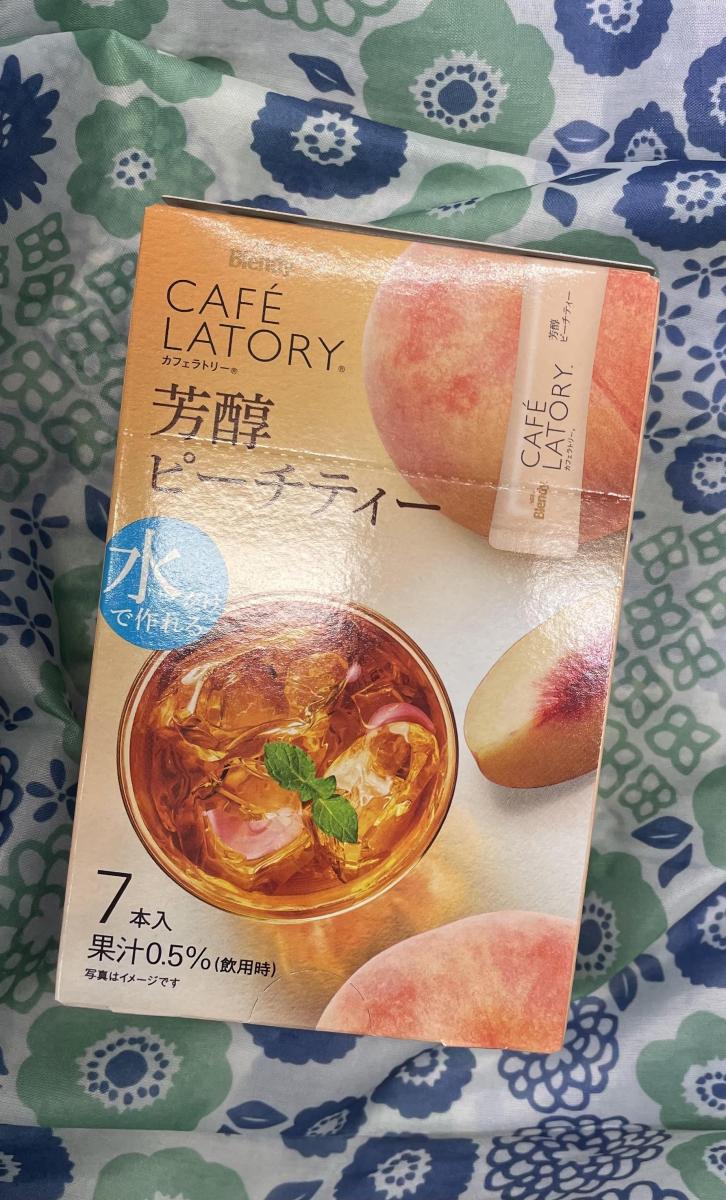 Blendy
CAFÉ
LATORY®
カフェラトリー®
芳醇
ピーチティー
水だけ
で作れる
芳醇
ピーチティー
CAFÉ
LATORY®
カフェラトリー®
Blendy
7本入
果汁0.5%(飲用時)
写真はイメージです